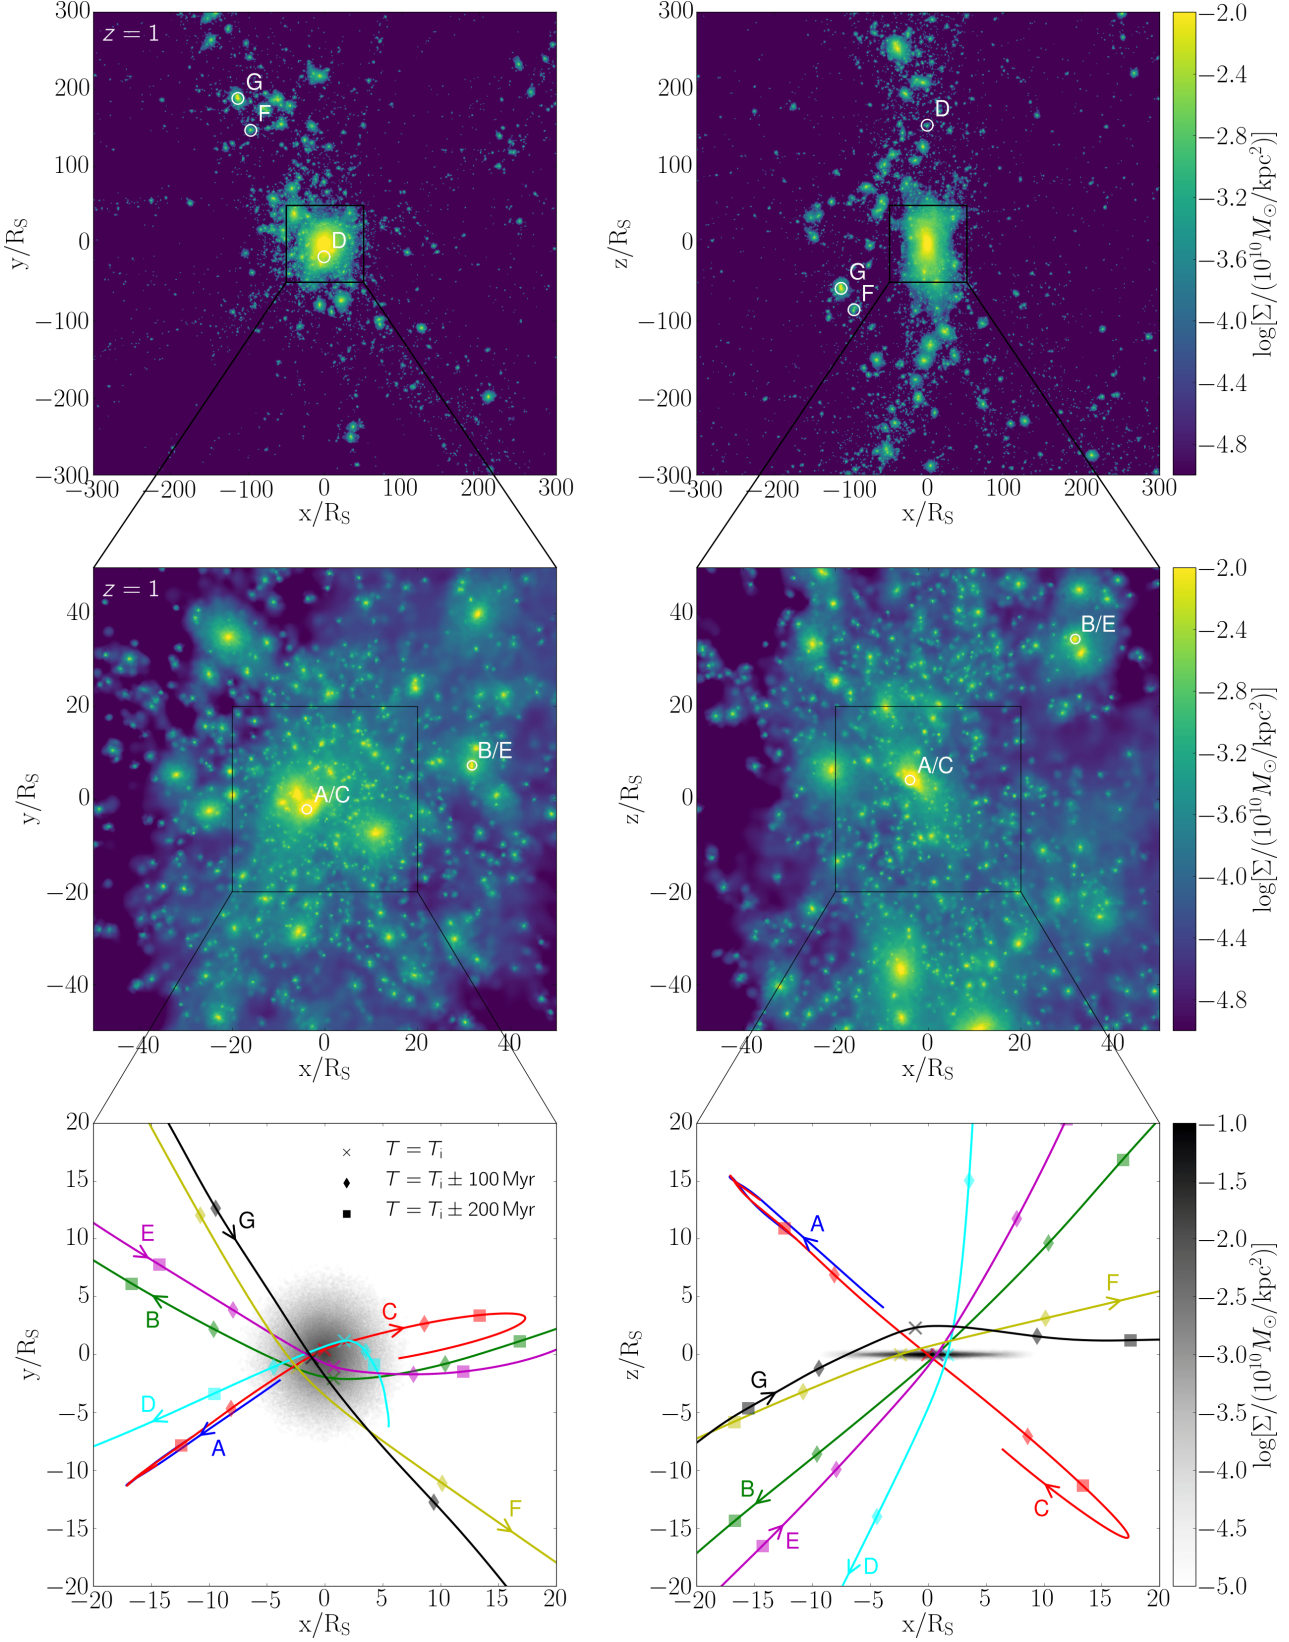 z = 1
G
F
D
y/R_S
300
200
100
0
−100
−200
−300
−300 −200 −100 0 100 200 300
x/R_S
D
G
F
z/R_S
300
200
100
0
−100
−200
−300
−300 −200 −100 0 100 200 300
x/R_S
−2.0
−2.4
−2.8
−3.2
−3.6
−4.0
−4.4
−4.8
log[Σ/(10^10 M_⊙/kpc^2)]
z = 1
B/E
A/C
y/R_S
40
20
0
−20
−40
−40 −20 0 20 40
x/R_S
B/E
A/C
z/R_S
40
20
0
−20
−40
−40 −20 0 20 40
x/R_S
−2.0
−2.4
−2.8
−3.2
−3.6
−4.0
−4.4
−4.8
log[Σ/(10^10 M_⊙/kpc^2)]
× T = T_i
♦ T = T_i ± 100 Myr
■ T = T_i ± 200 Myr
G
E
B
C
D
A
F
y/R_S
20
15
10
5
0
−5
−10
−15
−20
−20 −15 −10 −5 0 5 10 15 20
x/R_S
A
F
G
B
C
E
D
z/R_S
20
15
10
5
0
−5
−10
−15
−20
−20 −15 −10 −5 0 5 10 15 20
x/R_S
−1.0
−1.5
−2.0
−2.5
−3.0
−3.5
−4.0
−4.5
−5.0
log[Σ/(10^10 M_⊙/kpc^2)]